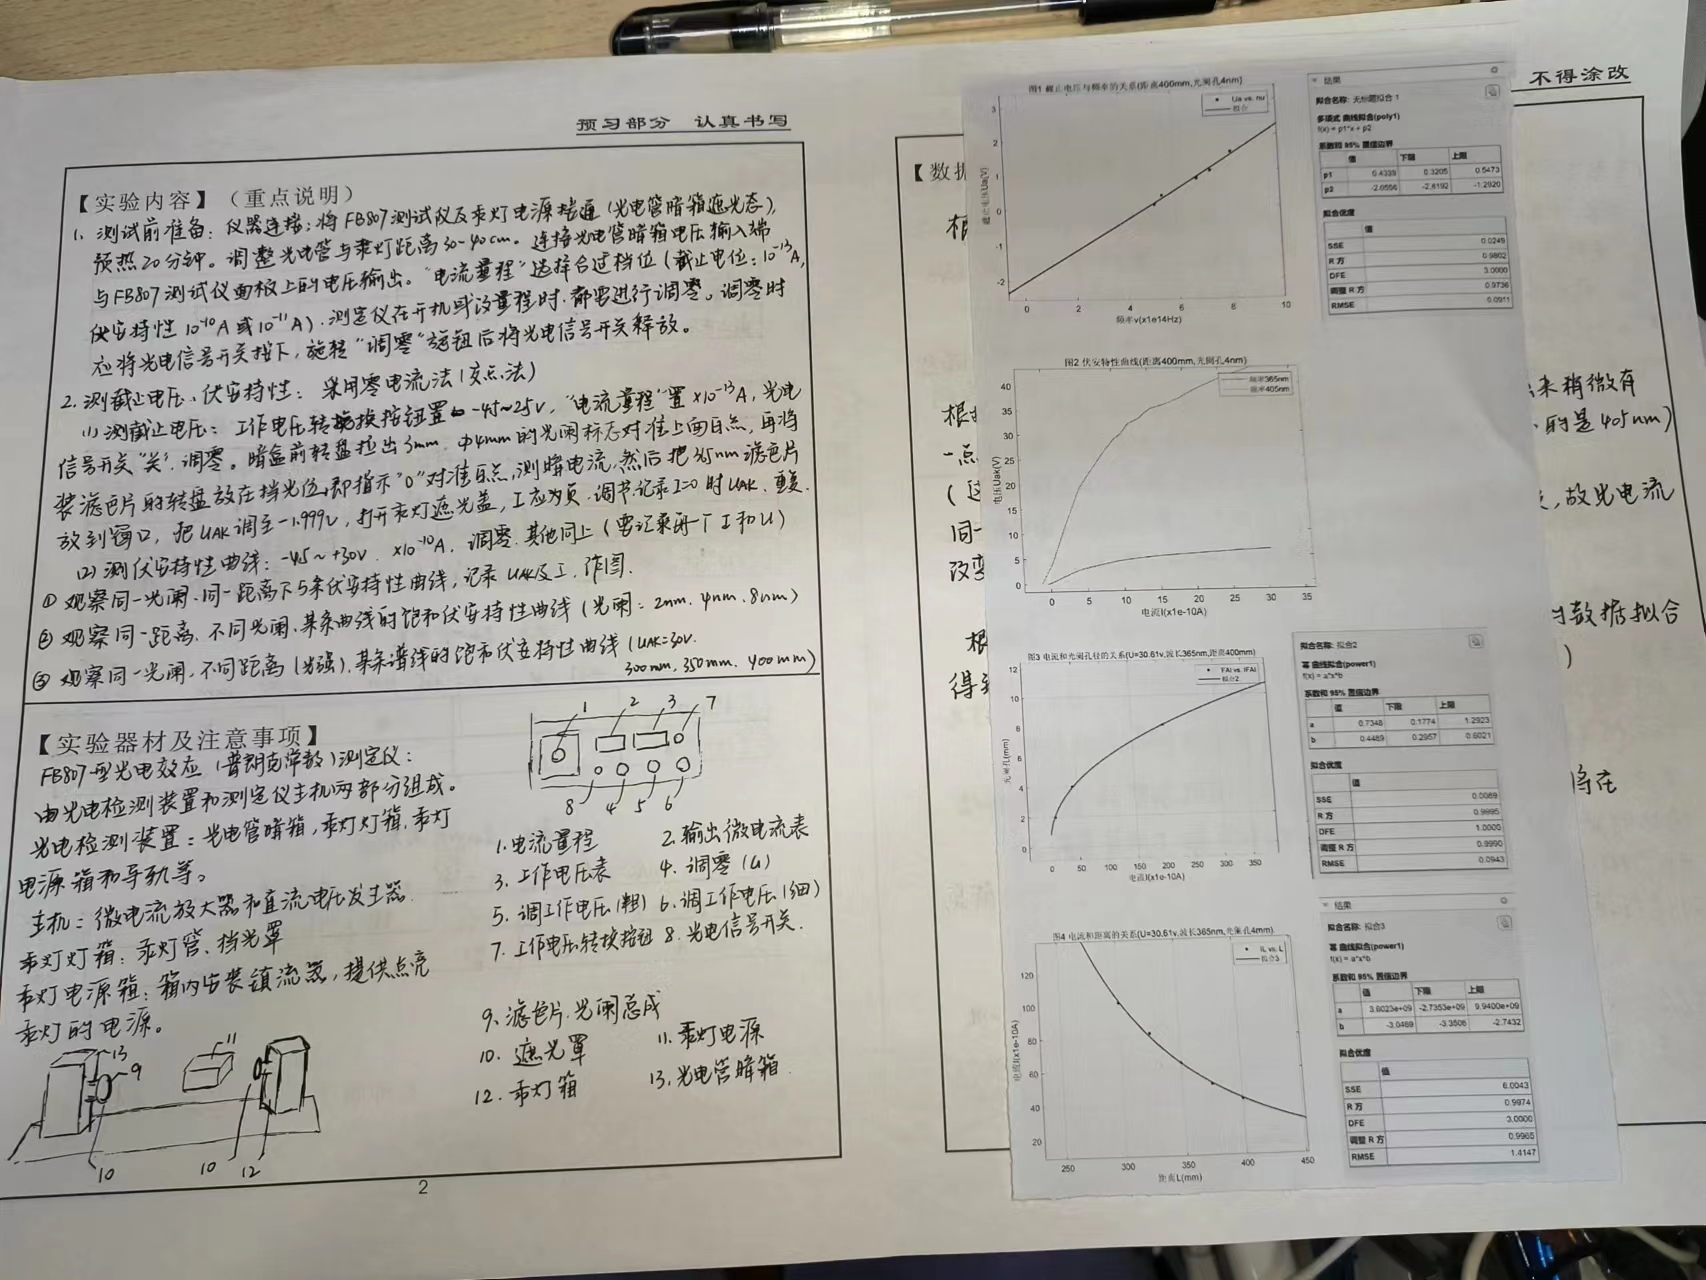 预习部分 认真书写
【实验内容】（重点说明）
1. 测试前准备：仪器连接：将FB807测试仪及汞灯电源接通（光电管暗箱遮光态），
预热20分钟。调整光电管与汞灯距离30~40cm。连接光电管暗箱电压输入端
与FB807测试仪面板上的电压输出。"电流量程"选择合过档位（截止电位：10⁻¹³A，
伏安特性10⁻¹⁰A或10⁻¹¹A）.测定仪在开机或改量程时.都要进行调零。调零时
应将光电信号开关按下，旋转"调零"旋钮后将光电信号开关释放。
2. 测截止电压、伏安特性：采用零电流法（交点法）
(1) 测截止电压：工作电压转换按钮置 -45~25V，"电流量程"置×10⁻¹³A，光电
信号开关"关"，调零。暗盒前转盘拉出3mm，Φ4mm的光阑标志对准上面白点，再将
装滤色片的转盘放在挡光位，即指示"0"对准白点，测暗电流，然后把365nm滤色片
放到窗口，把UAK调至-1.999V，打开汞灯遮光盖，I应为负.调节记录I=0时UAK.重复.
(2) 测伏安特性曲线：-45~+30V．×10⁻¹⁰A．调零.其他同上（要记录每一个I和U）
① 观察同一光阑.同一距离下5条伏安特性曲线，记录UAK及I，作图.
② 观察同一距离、不同光阑、某条曲线的饱和伏安特性曲线（光阑：2nm、4nm、8nm）
③ 观察同一光阑，不同距离（光强）、某条谱线的饱和伏安特性曲线（UAK=30V.
300mm, 350mm, 400mm）
【实验器材及注意事项】
FB807型光电效应（普朗克常数）测定仪：
由光电检测装置和测定仪主机两部分组成。
光电检测装置：光电管暗箱，汞灯灯箱，汞灯
电源箱和导轨等。
主机：微电流放大器和直流电压发生器.
汞灯灯箱：汞灯管、挡光罩
汞灯电源箱：箱内安装镇流器，提供点亮
汞灯的电源。
1 2 3 7
8 4 5 6
1. 电流量程 2. 输出微电流表
3. 工作电压表 4. 调零（G）
5. 调工作电压（粗） 6. 调工作电压（细）
7. 工作电压转换按钮 8. 光电信号开关.
9. 滤色片.光阑总成
10. 遮光罩 11. 汞灯电源
12. 汞灯箱 13. 光电管暗箱.
13 9 11
10 10 12
2
不得涂改
【数据
根据
一点
同一
改变
得到
来稍微有
的是405nm）
，故光电流
的数据拟合
图1 截止电压与频率的关系(距离400mm,光阑孔4nm)
Ua vs. nu
拟合
3
2
1
0
-1
-2
0 2 4 6 8 10
频率v(x1e14Hz)
截止电压Ua(V)
结果
拟合名称: 无标题拟合 1
多项式 曲线拟合(poly1)
f(x) = p1*x + p2
系数和 95% 置信边界
值 下限 上限
p1 0.4339 0.3205 0.5473
p2 -2.0556 -2.8192 -1.2920
拟合优度
值
SSE 0.0249
R 方 0.9802
DFE 3.0000
调整 R 方 0.9736
RMSE 0.0911
图2 伏安特性曲线(距离400mm,光阑孔4nm)
频率365nm
频率405nm
40
35
30
25
20
15
10
5
0
0 5 10 15 20 25 30 35
电流I(x1e-10A)
电压Uak(V)
图3 电流和光阑孔径的关系(U=30.61v,波长365nm,距离400mm)
FAI vs. IFAI
拟合2
12
10
8
6
4
2
0
0 50 100 150 200 250 300 350
电流I(x1e-10A)
光阑孔(mm)
拟合名称: 拟合2
幂 曲线拟合(power1)
f(x) = a*x^b
系数和 95% 置信边界
值 下限 上限
a 0.7348 0.1774 1.2923
b 0.4489 0.2957 0.6021
拟合优度
值
SSE 0.0089
R 方 0.9995
DFE 1.0000
调整 R 方 0.9990
RMSE 0.0943
图4 电流和距离的关系(U=30.61v,波长365nm,光阑孔4nm)
IL vs. L
拟合3
120
100
80
60
40
20
250 300 350 400 450
距离L(mm)
电流I(x1e-10A)
结果
拟合名称: 拟合3
幂 曲线拟合(power1)
f(x) = a*x^b
系数和 95% 置信边界
值 下限 上限
a 3.6023e+09 -2.7353e+09 9.9400e+09
b -3.0469 -3.3506 -2.7432
拟合优度
值
SSE 6.0043
R 方 0.9974
DFE 3.0000
调整 R 方 0.9965
RMSE 1.4147